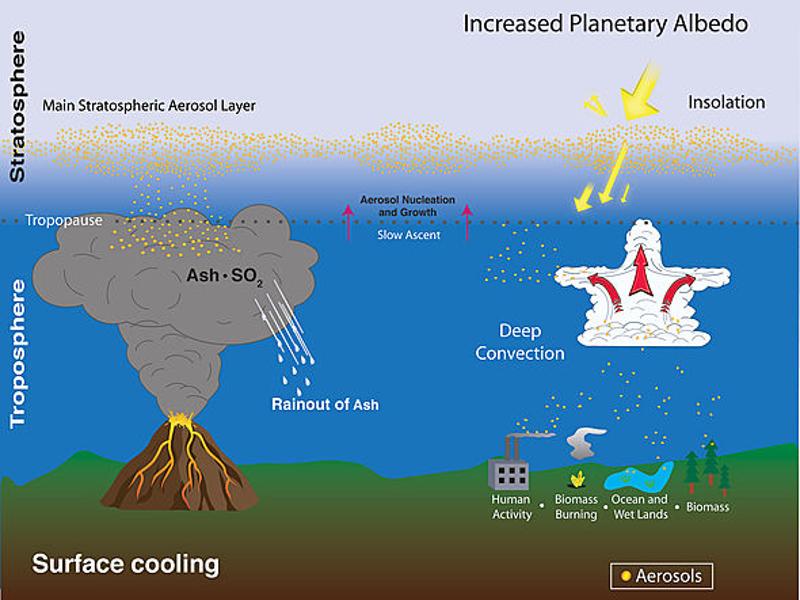 Increased Planetary Albedo
Stratosphere
Main Stratospheric Aerosol Layer
Insolation
Aerosol Nucleation
and Growth
Tropopause
Slow Ascent
Ash • SO₂
Troposphere
Deep
Convection
Rainout of Ash
Human
Activity
•
Biomass
Burning
•
Ocean and
Wet Lands
•
Biomass
Surface cooling
Aerosols